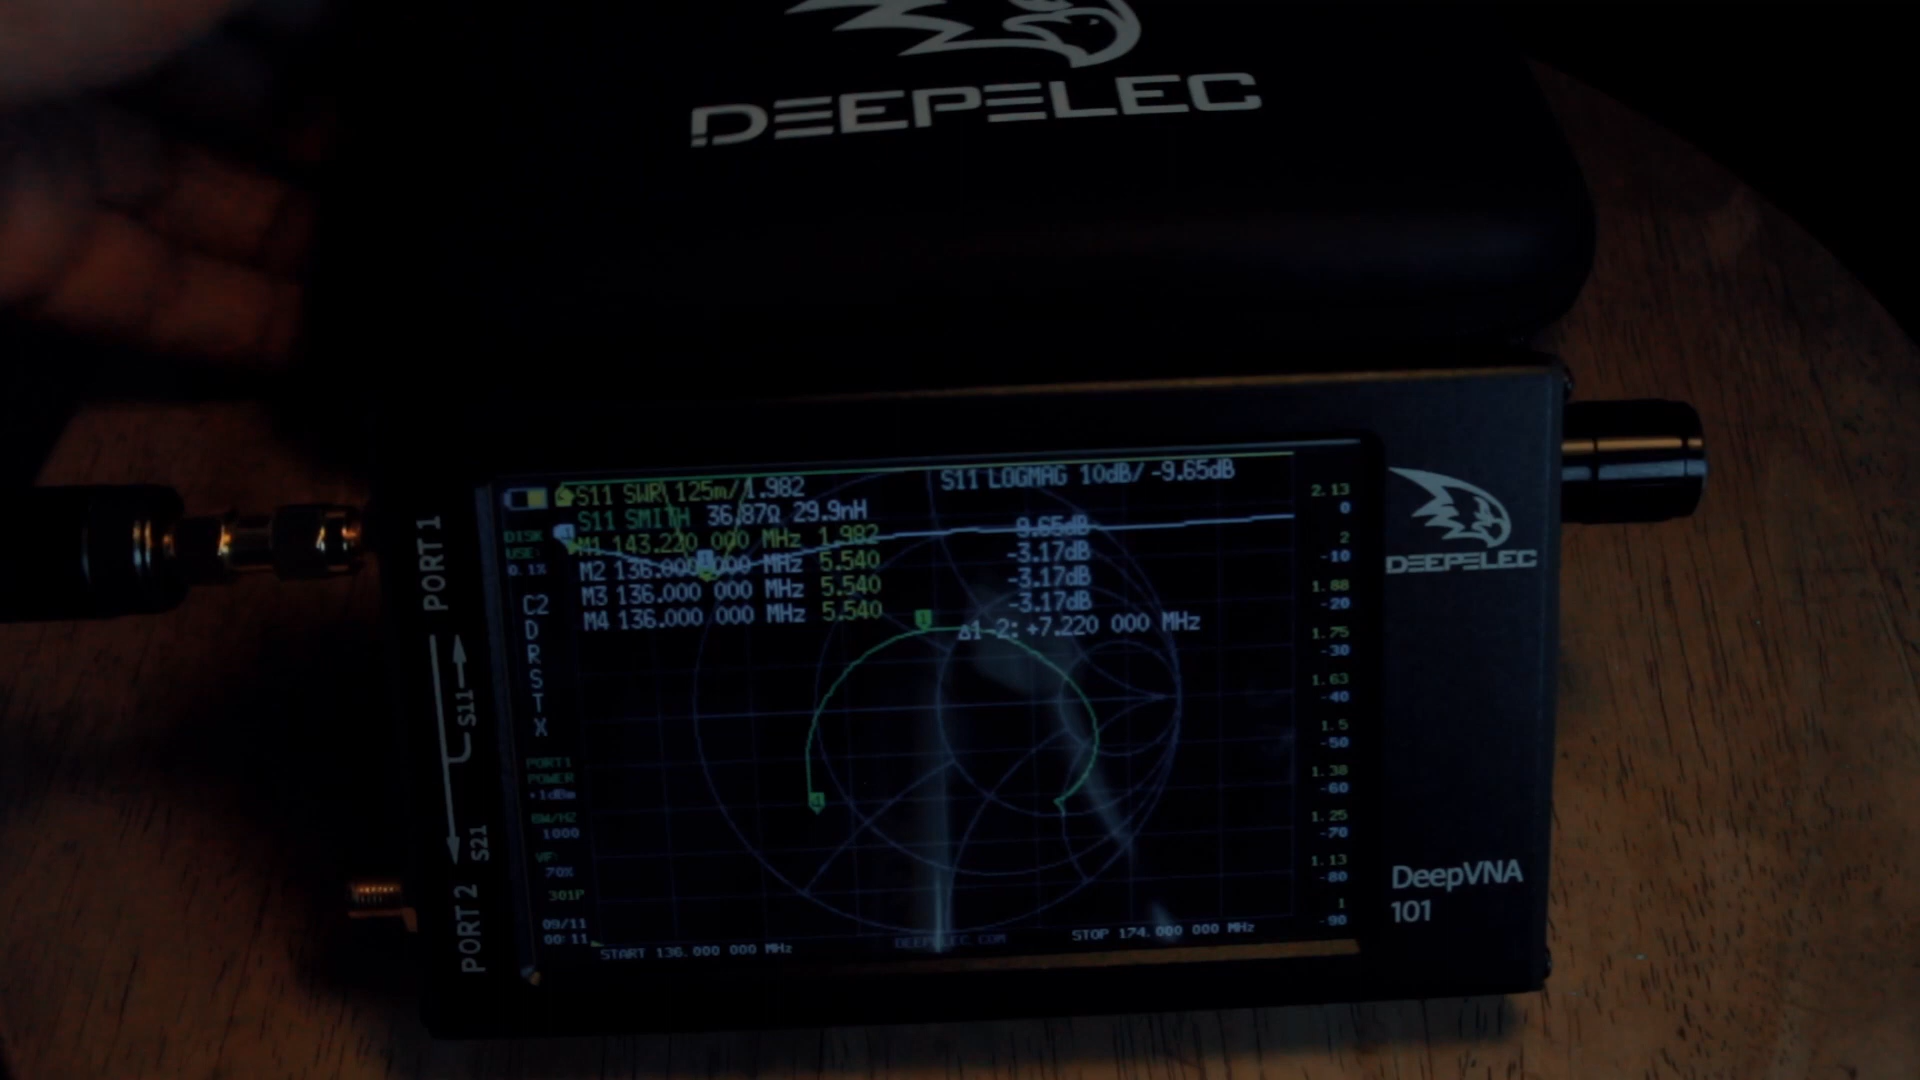 DEEPELEC
S11 SWR 125m/ 1.982
S11 LOGMAG 10dB/ -9.65dB
S11 SMITH 36.87Ω 29.9nH
M1 143.220 000 MHz 1.982 -9.65dB
M2 136.000 000 MHz 5.540 -3.17dB
M3 136.000 000 MHz 5.540 -3.17dB
M4 136.000 000 MHz 5.540 -3.17dB
Δ1-2: +7.220 000 MHz
DISK
USE:
0.1%
C2
D
R
S
T
X
PORT1
POWER
+1dBm
BW/HZ
1000
VF:
70%
301P
09/11
00:11
START 136.000 000 MHz
DEEPELEC.COM
STOP 174.000 000 MHz
2.13
0
2
-10
1.88
-20
1.75
-30
1.63
-40
1.5
-50
1.38
-60
1.25
-70
1.13
-80
1
-90
PORT 1
S11
S21
PORT 2
DEEPELEC
DeepVNA
101